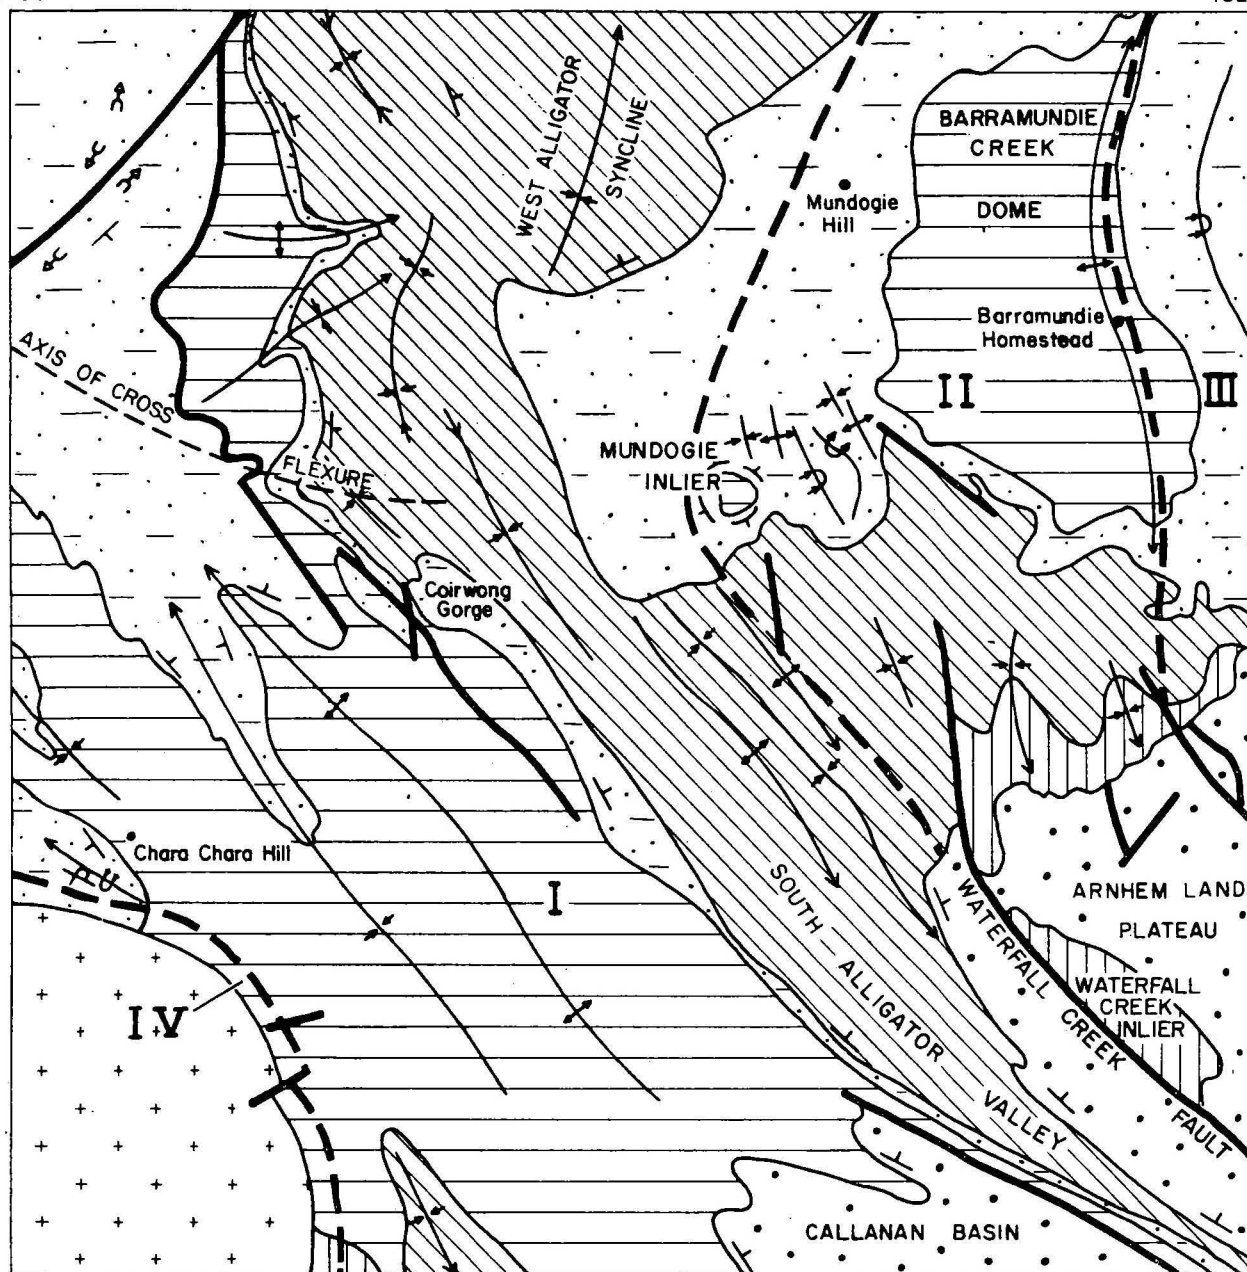 WEST ALLIGATOR
SYNCLINE
BARRAMUNDIE
CREEK
DOME
Mundogie
Hill
Barramundie
Homestead
II
III
AXIS OF CROSS
FLEXURE
MUNDOGIE
INLIER
Coirwong
Gorge
Chara Chara Hill
I
SOUTH ALLIGATOR VALLEY
WATERFALL CREEK FAULT
ARNHEM LAND
PLATEAU
WATERFALL
CREEK
INLIER
IV
CALLANAN BASIN